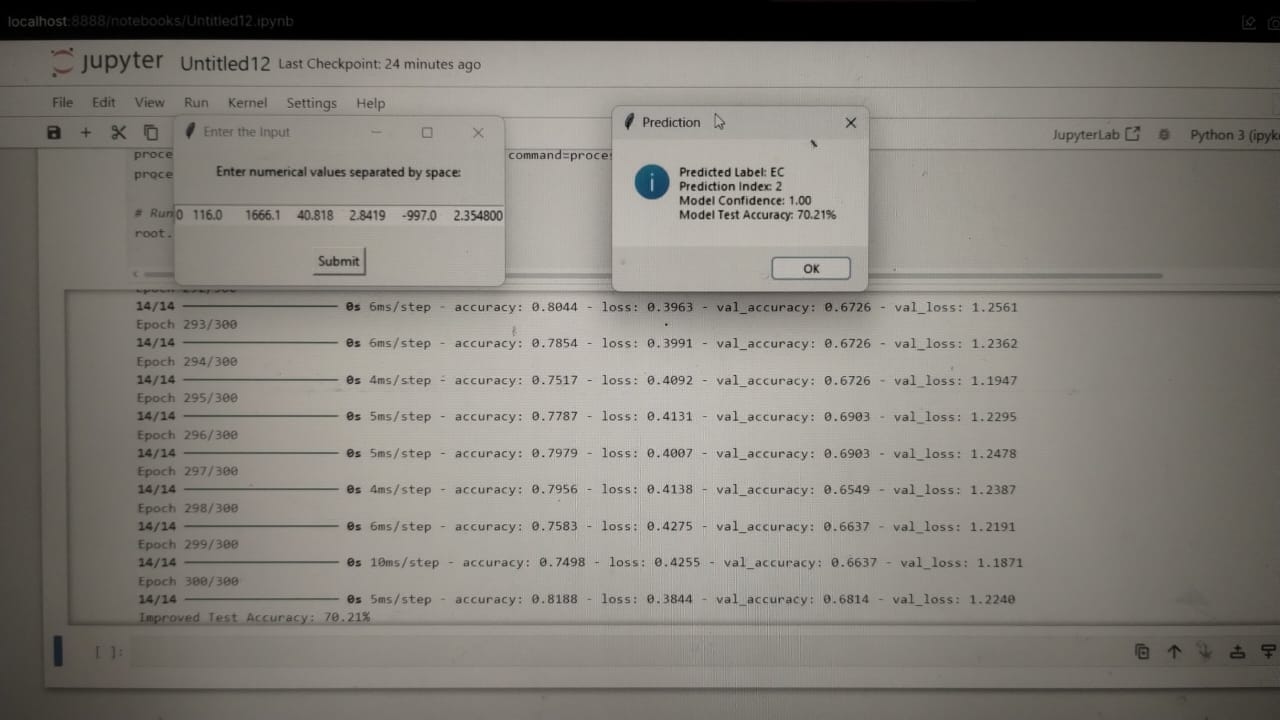 localhost:8888/notebooks/Untitled12.ipynb
jupyter Untitled12 Last Checkpoint: 24 minutes ago
File Edit View Run Kernel Settings Help
JupyterLab Python 3 (ipyk
Enter the Input
Enter numerical values separated by space:
0 116.0 1666.1 40.818 2.8419 -997.0 2.354800
Submit
Prediction
Predicted Label: EC
Prediction Index: 2
Model Confidence: 1.00
Model Test Accuracy: 70.21%
OK
proce command=proce
proce
# Run
root.
14/14 0s 6ms/step - accuracy: 0.8044 - loss: 0.3963 - val_accuracy: 0.6726 - val_loss: 1.2561
Epoch 293/300
14/14 0s 6ms/step - accuracy: 0.7854 - loss: 0.3991 - val_accuracy: 0.6726 - val_loss: 1.2362
Epoch 294/300
14/14 0s 4ms/step - accuracy: 0.7517 - loss: 0.4092 - val_accuracy: 0.6726 - val_loss: 1.1947
Epoch 295/300
14/14 0s 5ms/step - accuracy: 0.7787 - loss: 0.4131 - val_accuracy: 0.6903 - val_loss: 1.2295
Epoch 296/300
14/14 0s 5ms/step - accuracy: 0.7979 - loss: 0.4007 - val_accuracy: 0.6903 - val_loss: 1.2478
Epoch 297/300
14/14 0s 4ms/step - accuracy: 0.7956 - loss: 0.4138 - val_accuracy: 0.6549 - val_loss: 1.2387
Epoch 298/300
14/14 0s 6ms/step - accuracy: 0.7583 - loss: 0.4275 - val_accuracy: 0.6637 - val_loss: 1.2191
Epoch 299/300
14/14 0s 10ms/step - accuracy: 0.7498 - loss: 0.4255 - val_accuracy: 0.6637 - val_loss: 1.1871
Epoch 300/300
14/14 0s 5ms/step - accuracy: 0.8188 - loss: 0.3844 - val_accuracy: 0.6814 - val_loss: 1.2240
Improved Test Accuracy: 70.21%
[ ]: